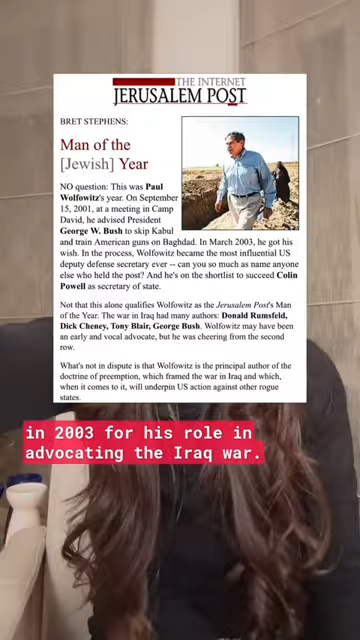 THE INTERNET
JERUSALEM POST
BRET STEPHENS:
Man of the
[Jewish] Year
NO question: This was Paul
Wolfowitz's year. On September
15, 2001, at a meeting in Camp
David, he advised President
George W. Bush to skip Kabul
and train American guns on Baghdad. In March 2003, he got his
wish. In the process, Wolfowitz became the most influential US
deputy defense secretary ever -- can you so much as name anyone
else who held the post? And he's on the shortlist to succeed Colin
Powell as secretary of state.
Not that this alone qualifies Wolfowitz as the Jerusalem Post's Man
of the Year. The war in Iraq had many authors: Donald Rumsfeld,
Dick Cheney, Tony Blair, George Bush. Wolfowitz may have been
an early and vocal advocate, but he was cheering from the second
row.
What's not in dispute is that Wolfowitz is the principal author of the
doctrine of preemption, which framed the war in Iraq and which,
when it comes to it, will underpin US action against other rogue
states.
in 2003 for his role in
advocating the Iraq war.